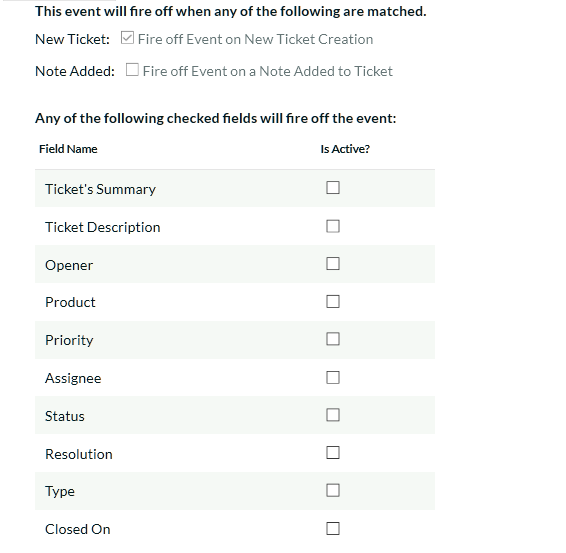 This event will fire off when any of the following are matched.
New Ticket: Fire off Event on New Ticket Creation
Note Added: Fire off Event on a Note Added to Ticket
Any of the following checked fields will fire off the event:
Field Name Is Active?
Ticket's Summary
Ticket Description
Opener
Product
Priority
Assignee
Status
Resolution
Type
Closed On